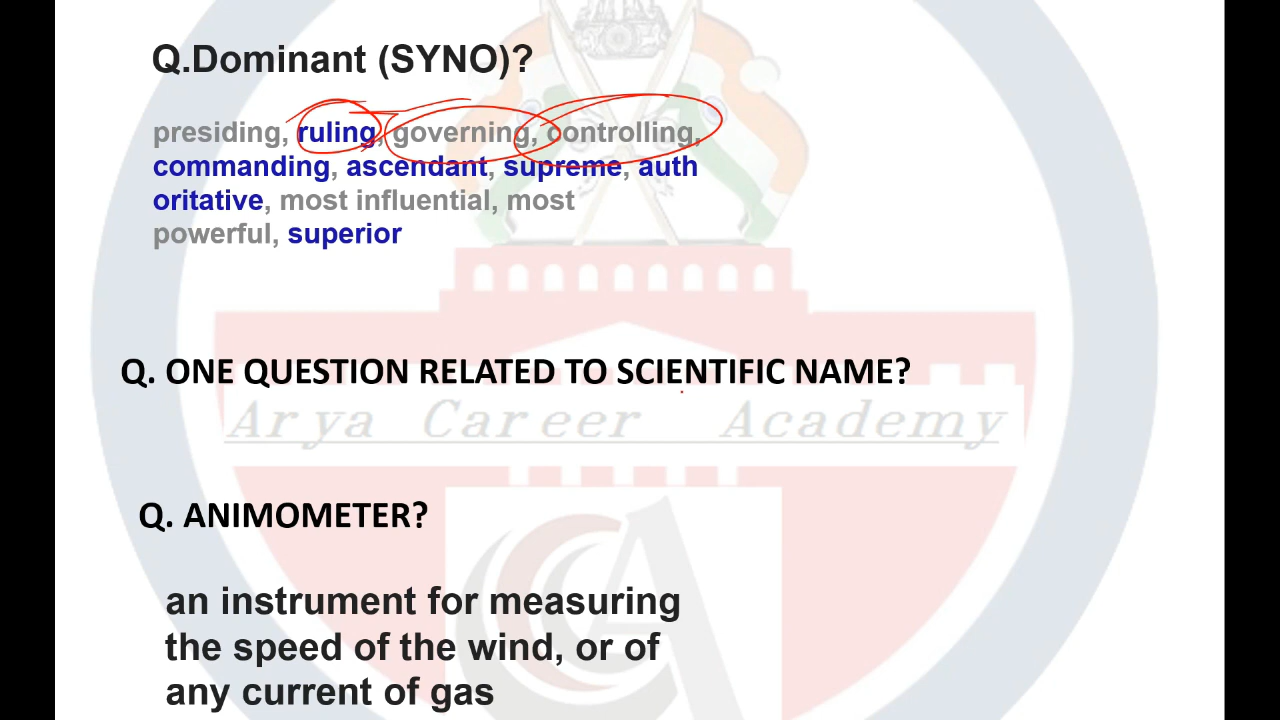 Q.Dominant (SYNO)?
presiding, ruling, governing, controlling,
commanding, ascendant, supreme, auth
oritative, most influential, most
powerful, superior
Q. ONE QUESTION RELATED TO SCIENTIFIC NAME?
Arya Career Academy
Q. ANIMOMETER?
an instrument for measuring
the speed of the wind, or of
any current of gas